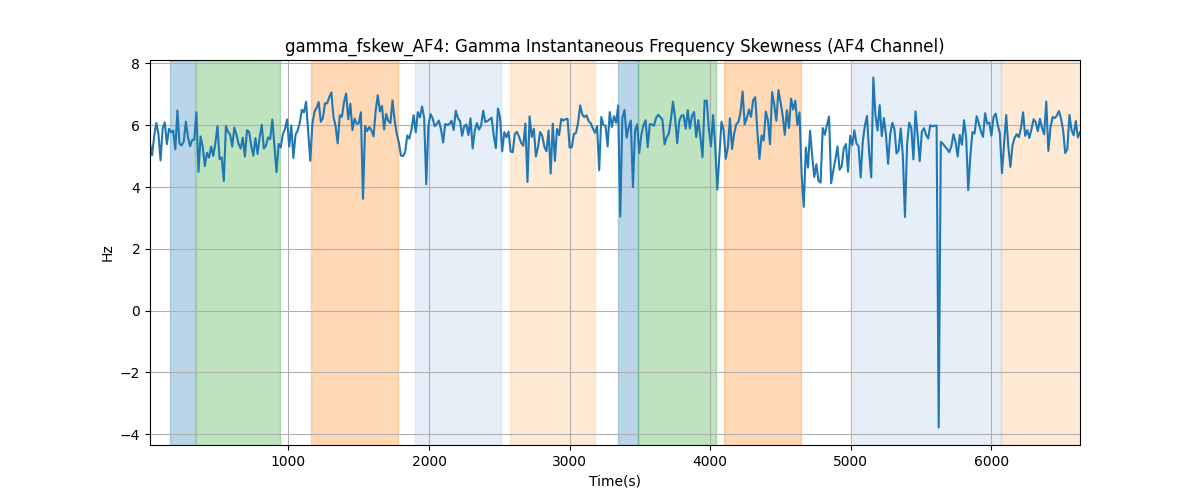 gamma_fskew_AF4: Gamma Instantaneous Frequency Skewness (AF4 Channel)
8
6
4
2
0
−2
−4
Hz
1000 2000 3000 4000 5000 6000
Time(s)